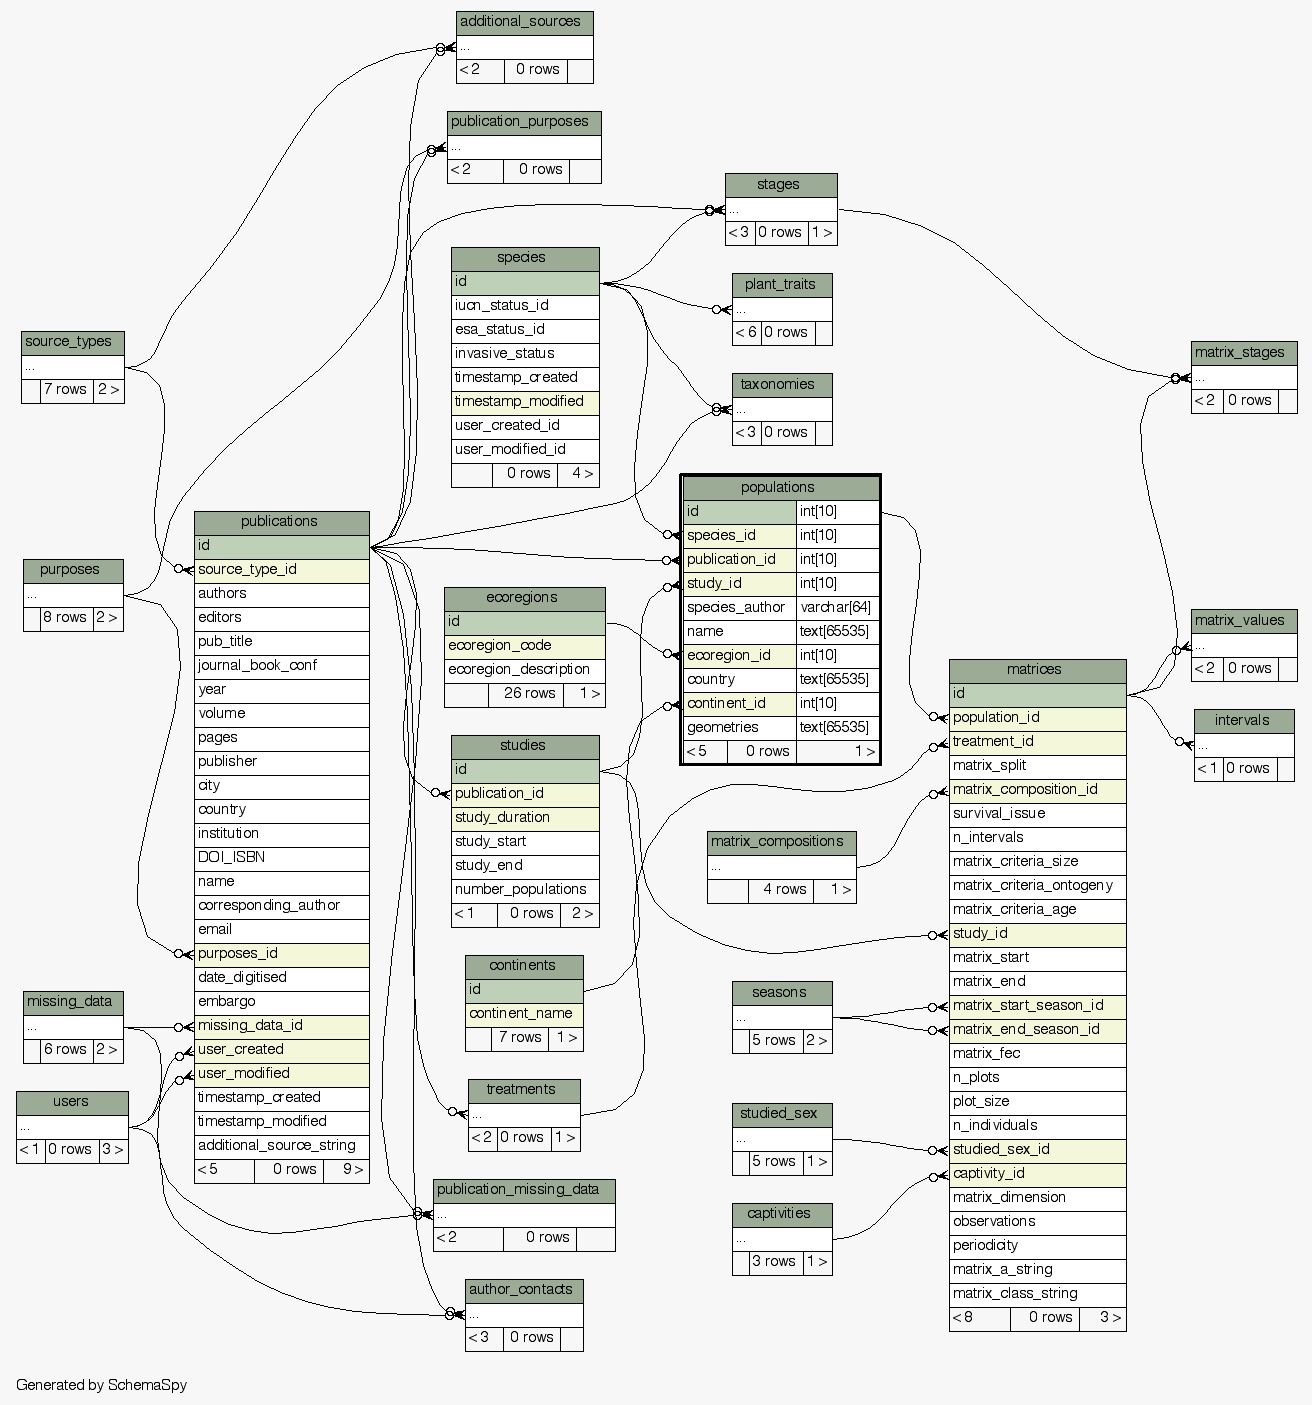 additional_sources
...
< 2 0 rows
publication_purposes
...
< 2 0 rows
stages
...
< 3 0 rows 1 >
species
id
iucn_status_id
esa_status_id
invasive_status
timestamp_created
timestamp_modified
user_created_id
user_modified_id
0 rows 4 >
plant_traits
...
< 6 0 rows
source_types
...
7 rows 2 >
matrix_stages
...
< 2 0 rows
taxonomies
...
< 3 0 rows
populations
id int[10]
species_id int[10]
publication_id int[10]
study_id int[10]
species_author varchar[64]
name text[65535]
ecoregion_id int[10]
country text[65535]
continent_id int[10]
geometries text[65535]
< 5 0 rows 1 >
publications
id
source_type_id
authors
editors
pub_title
journal_book_conf
year
volume
pages
publisher
city
country
institution
DOI_ISBN
name
corresponding_author
email
purposes_id
date_digitised
embargo
missing_data_id
user_created
user_modified
timestamp_created
timestamp_modified
additional_source_string
< 5 0 rows 9 >
purposes
...
8 rows 2 >
ecoregions
id
ecoregion_code
ecoregion_description
26 rows 1 >
matrix_values
...
< 2 0 rows
matrices
id
population_id
treatment_id
matrix_split
matrix_composition_id
survival_issue
n_intervals
matrix_criteria_size
matrix_criteria_ontogeny
matrix_criteria_age
study_id
matrix_start
matrix_end
matrix_start_season_id
matrix_end_season_id
matrix_fec
n_plots
plot_size
n_individuals
studied_sex_id
captivity_id
matrix_dimension
observations
periodicity
matrix_a_string
matrix_class_string
< 8 0 rows 3 >
intervals
...
< 1 0 rows
studies
id
publication_id
study_duration
study_start
study_end
number_populations
< 1 0 rows 2 >
matrix_compositions
...
4 rows 1 >
continents
id
continent_name
7 rows 1 >
seasons
...
5 rows 2 >
missing_data
...
6 rows 2 >
treatments
...
< 2 0 rows 1 >
users
...
< 1 0 rows 3 >
studied_sex
...
5 rows 1 >
publication_missing_data
...
< 2 0 rows
captivities
...
3 rows 1 >
author_contacts
...
< 3 0 rows
Generated by SchemaSpy